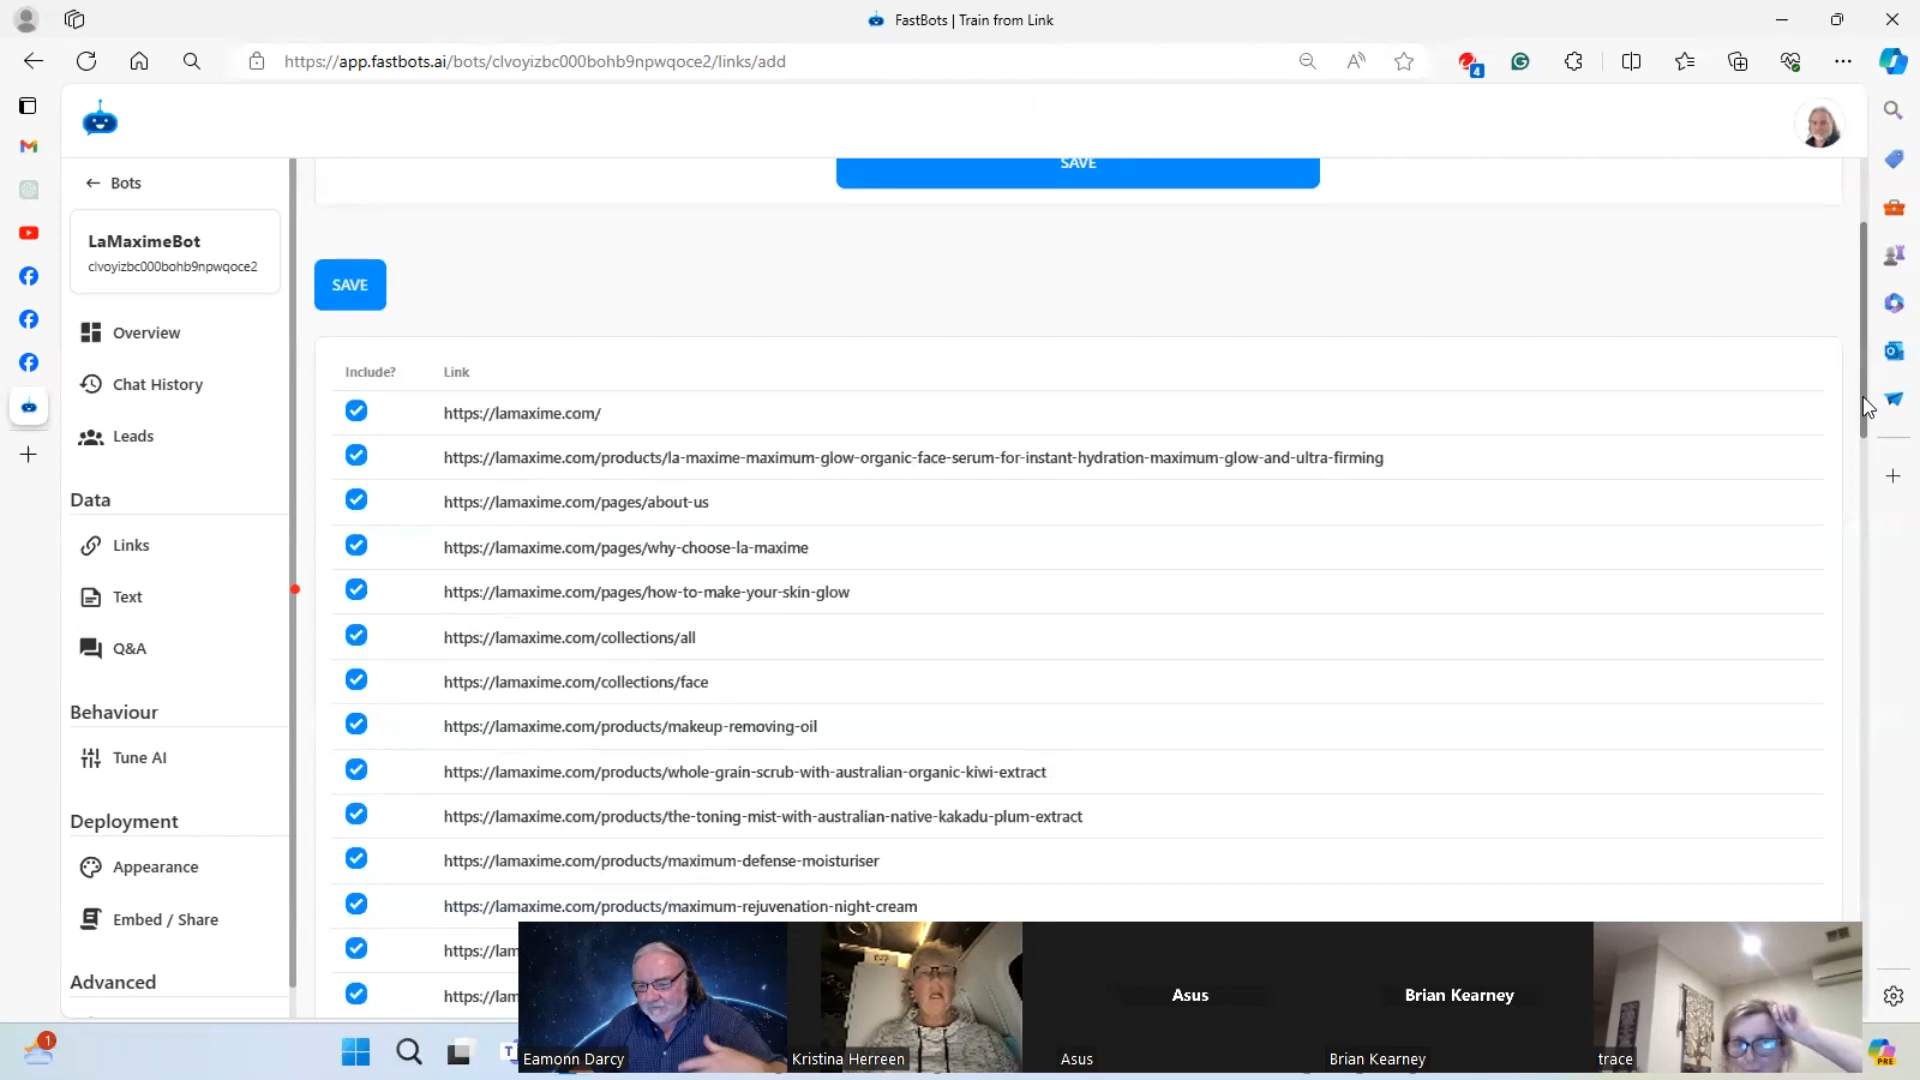 FastBots | Train from Link
https://app.fastbots.ai/bots/clvoyizbc000bohb9npwqoce2/links/add
4
SAVE
Bots
LaMaximeBot
clvoyizbc000bohb9npwqoce2
SAVE
Overview
Chat History
Leads
Data
Links
Text
Q&A
Behaviour
Tune AI
Deployment
Appearance
Embed / Share
Advanced
Include? Link
https://lamaxime.com/
https://lamaxime.com/products/la-maxime-maximum-glow-organic-face-serum-for-instant-hydration-maximum-glow-and-ultra-firming
https://lamaxime.com/pages/about-us
https://lamaxime.com/pages/why-choose-la-maxime
https://lamaxime.com/pages/how-to-make-your-skin-glow
https://lamaxime.com/collections/all
https://lamaxime.com/collections/face
https://lamaxime.com/products/makeup-removing-oil
https://lamaxime.com/products/whole-grain-scrub-with-australian-organic-kiwi-extract
https://lamaxime.com/products/the-toning-mist-with-australian-native-kakadu-plum-extract
https://lamaxime.com/products/maximum-defense-moisturiser
https://lamaxime.com/products/maximum-rejuvenation-night-cream
https://lam
https://lam
Asus
Brian Kearney
Eamonn Darcy
Kristina Herreen
Asus
Brian Kearney
trace
1
T
PRE